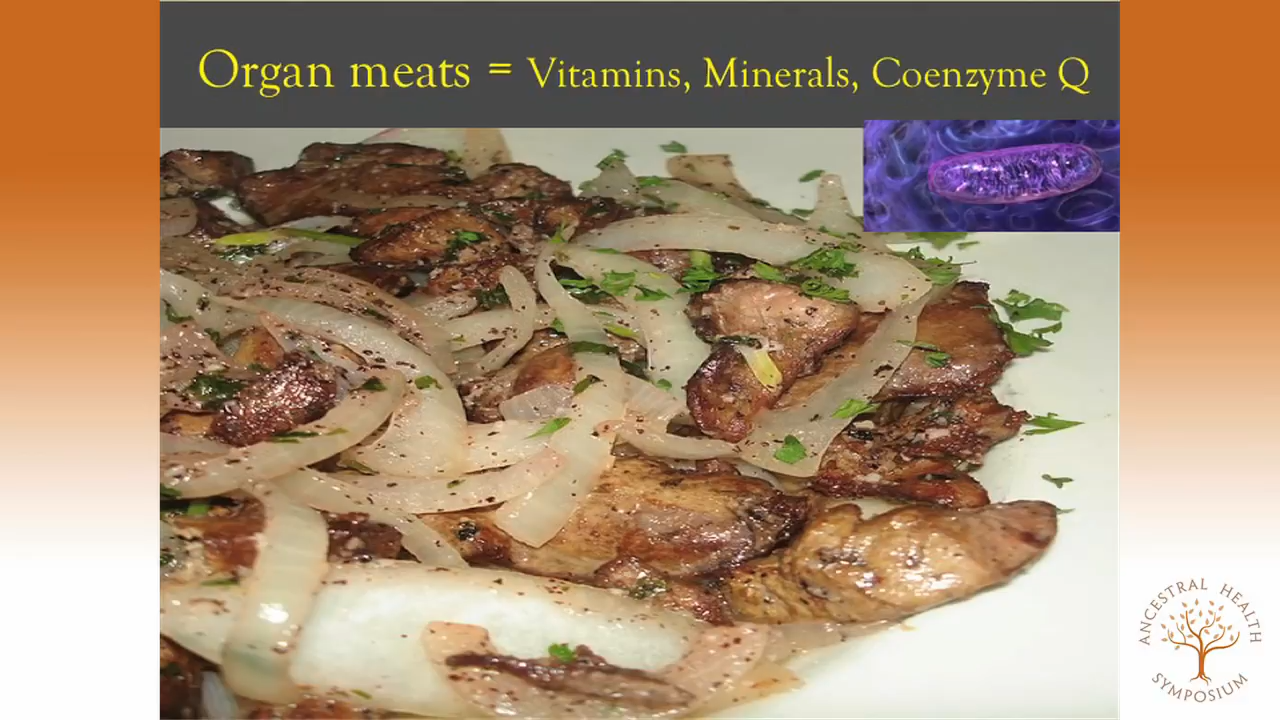 Organ meats = Vitamins, Minerals, Coenzyme Q
ANCESTRAL HEALTH
SYMPOSIUM